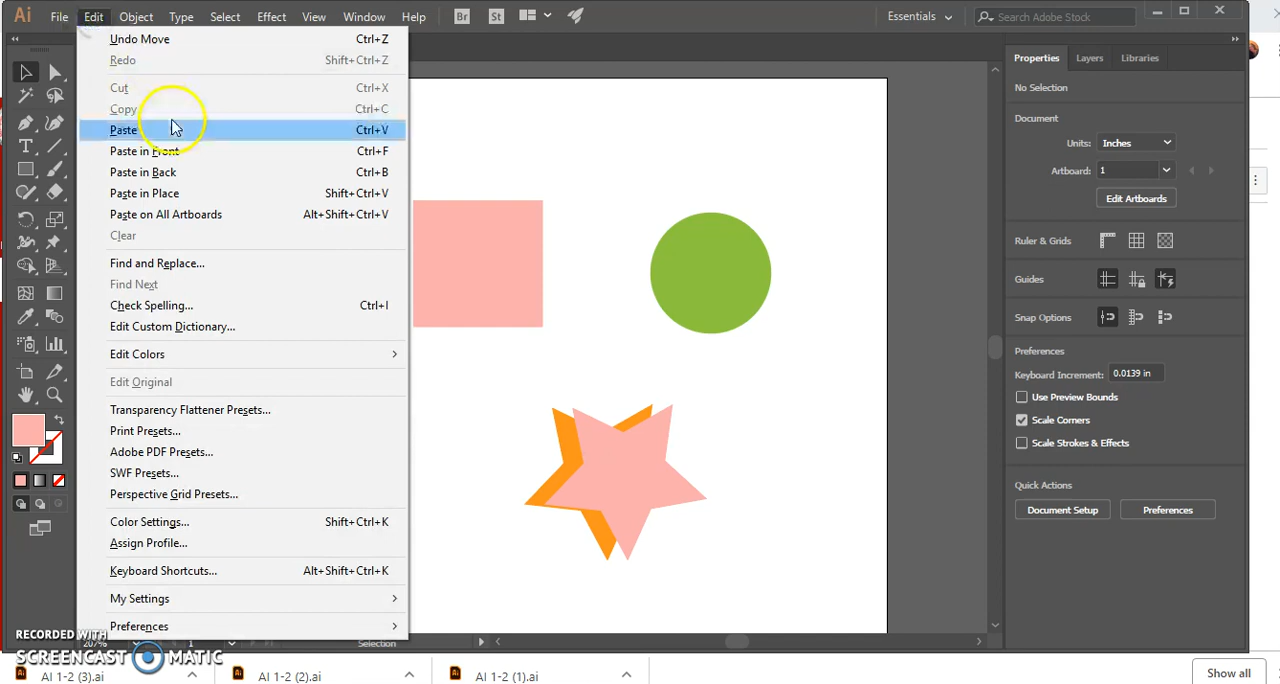 Ai File Edit Object Type Select Effect View Window Help Br St Essentials Search Adobe Stock
Undo Move Ctrl+Z
Redo Shift+Ctrl+Z
Cut Ctrl+X
Copy Ctrl+C
Paste Ctrl+V
Paste in Front Ctrl+F
Paste in Back Ctrl+B
Paste in Place Shift+Ctrl+V
Paste on All Artboards Alt+Shift+Ctrl+V
Clear
Find and Replace...
Find Next
Check Spelling... Ctrl+I
Edit Custom Dictionary...
Edit Colors
Edit Original
Transparency Flattener Presets...
Print Presets...
Adobe PDF Presets...
SWF Presets...
Perspective Grid Presets...
Color Settings... Shift+Ctrl+K
Assign Profile...
Keyboard Shortcuts... Alt+Shift+Ctrl+K
My Settings
Preferences
Properties Layers Libraries
No Selection
Document
Units: Inches
Artboard: 1
Edit Artboards
Ruler & Grids
Guides
Snap Options
Preferences
Keyboard Increment: 0.0139 in
Use Preview Bounds
Scale Corners
Scale Strokes & Effects
Quick Actions
Document Setup Preferences
207% 1 Selection
RECORDED WITH
SCREENCAST MATIC
AI 1-2 (3).ai AI 1-2 (2).ai AI 1-2 (1).ai Show all